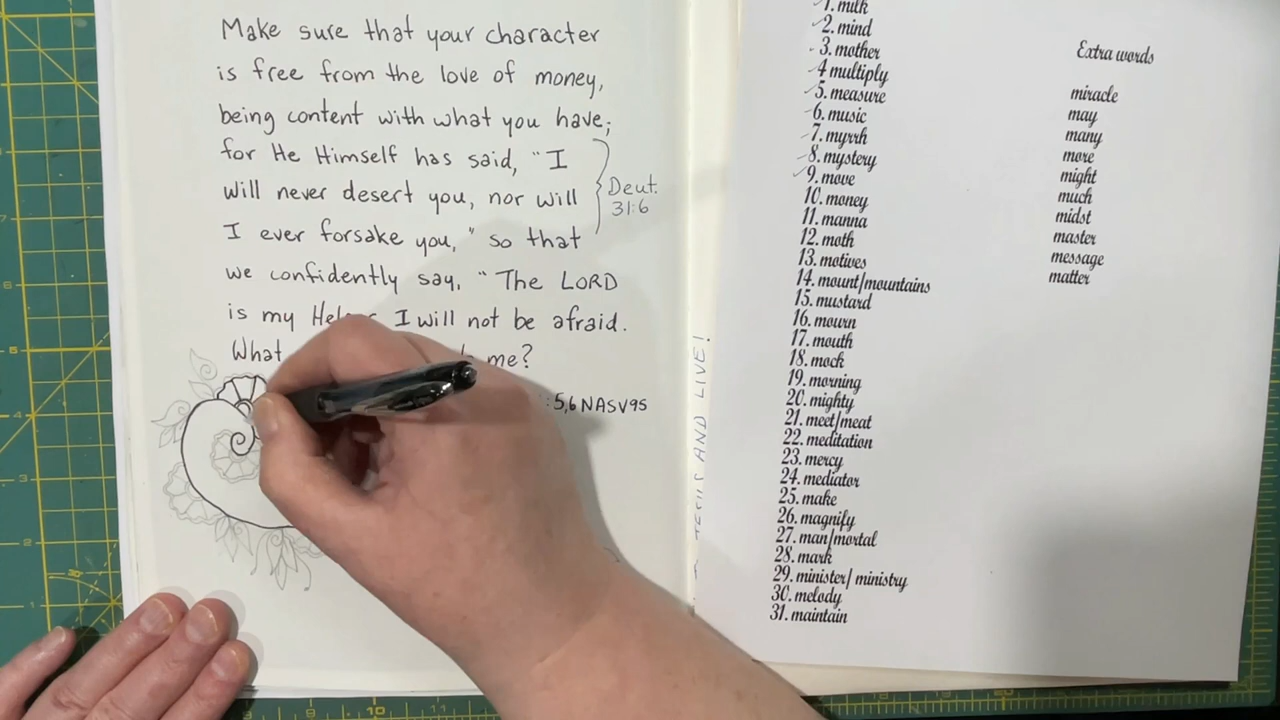 Make sure that your character
is free from the love of money,
being content with what you have;
for He Himself has said, "I
will never desert you, nor will
I ever forsake you," so that
Deut.
31:6
we confidently say, "The LORD
is my I will not be afraid.
What me?
:5,6 NASV95
AND LIVE!
1. milk
2. mind
3. mother
4 multiply
5. measure
6. music
7. myrrh
8. mystery
9. move
10. money
11. manna
12. moth
13. motives
14. mount/mountains
15. mustard
16. mourn
17. mouth
18. mock
19. morning
20. mighty
21. meet/meat
22. meditation
23. mercy
24. mediator
25. make
26. magnify
27. man/mortal
28. mark
29. minister/ ministry
30. melody
31. maintain
Extra words
miracle
may
many
more
might
much
midst
master
message
matter